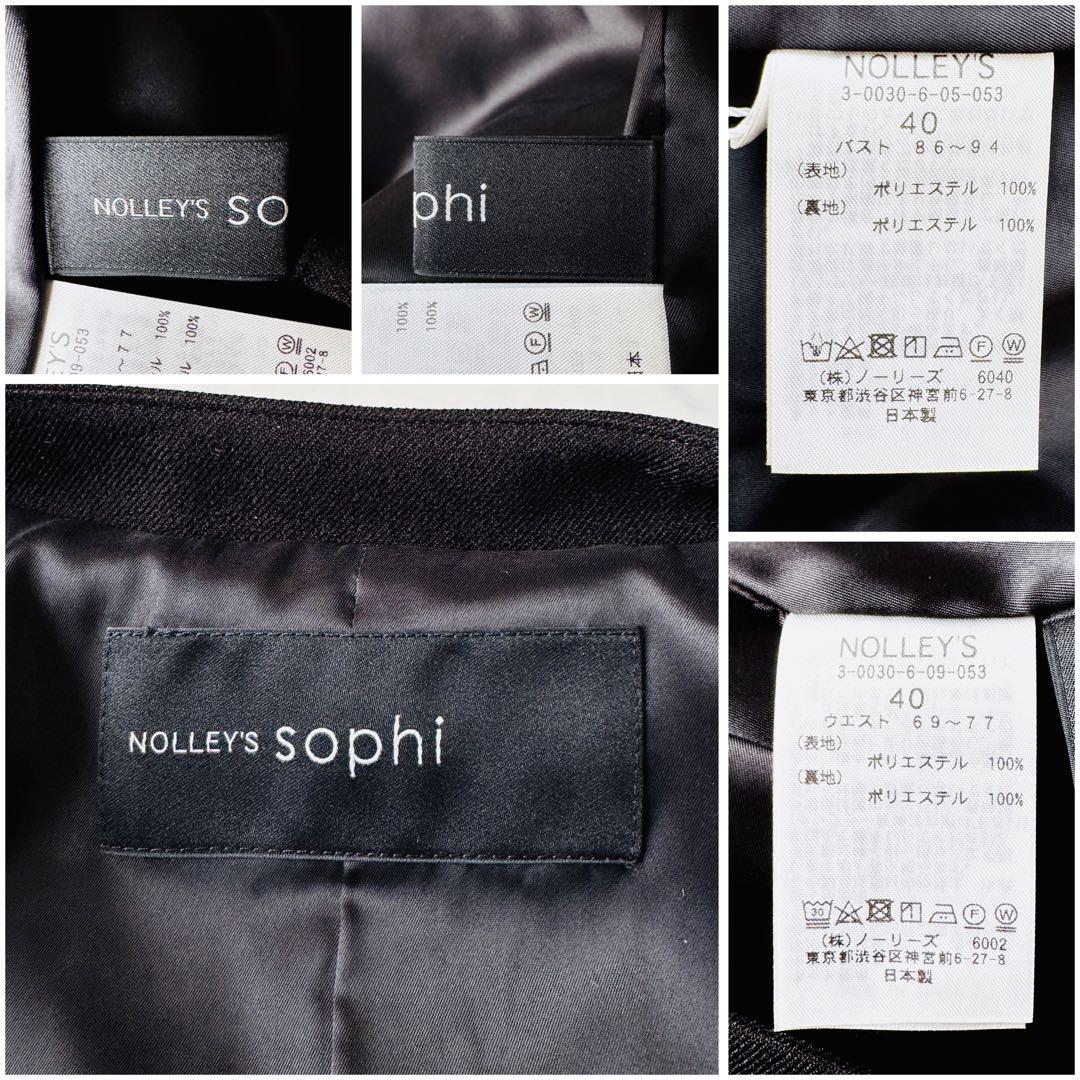 NOLLEY'S so
phi
100%
100%
NOLLEY'S
3-0030-6-05-053
40
バスト 86〜94
(表地)
ポリエステル 100%
(裏地)
ポリエステル 100%
(株)ノーリーズ 6040
東京都渋谷区神宮前6-27-8
日本製
NOLLEY'S sophi
NOLLEY'S
3-0030-6-09-053
40
ウエスト 69〜77
(表地)
ポリエステル 100%
(裏地)
ポリエステル 100%
30
(株)ノーリーズ 6002
東京都渋谷区神宮前6-27-8
日本製